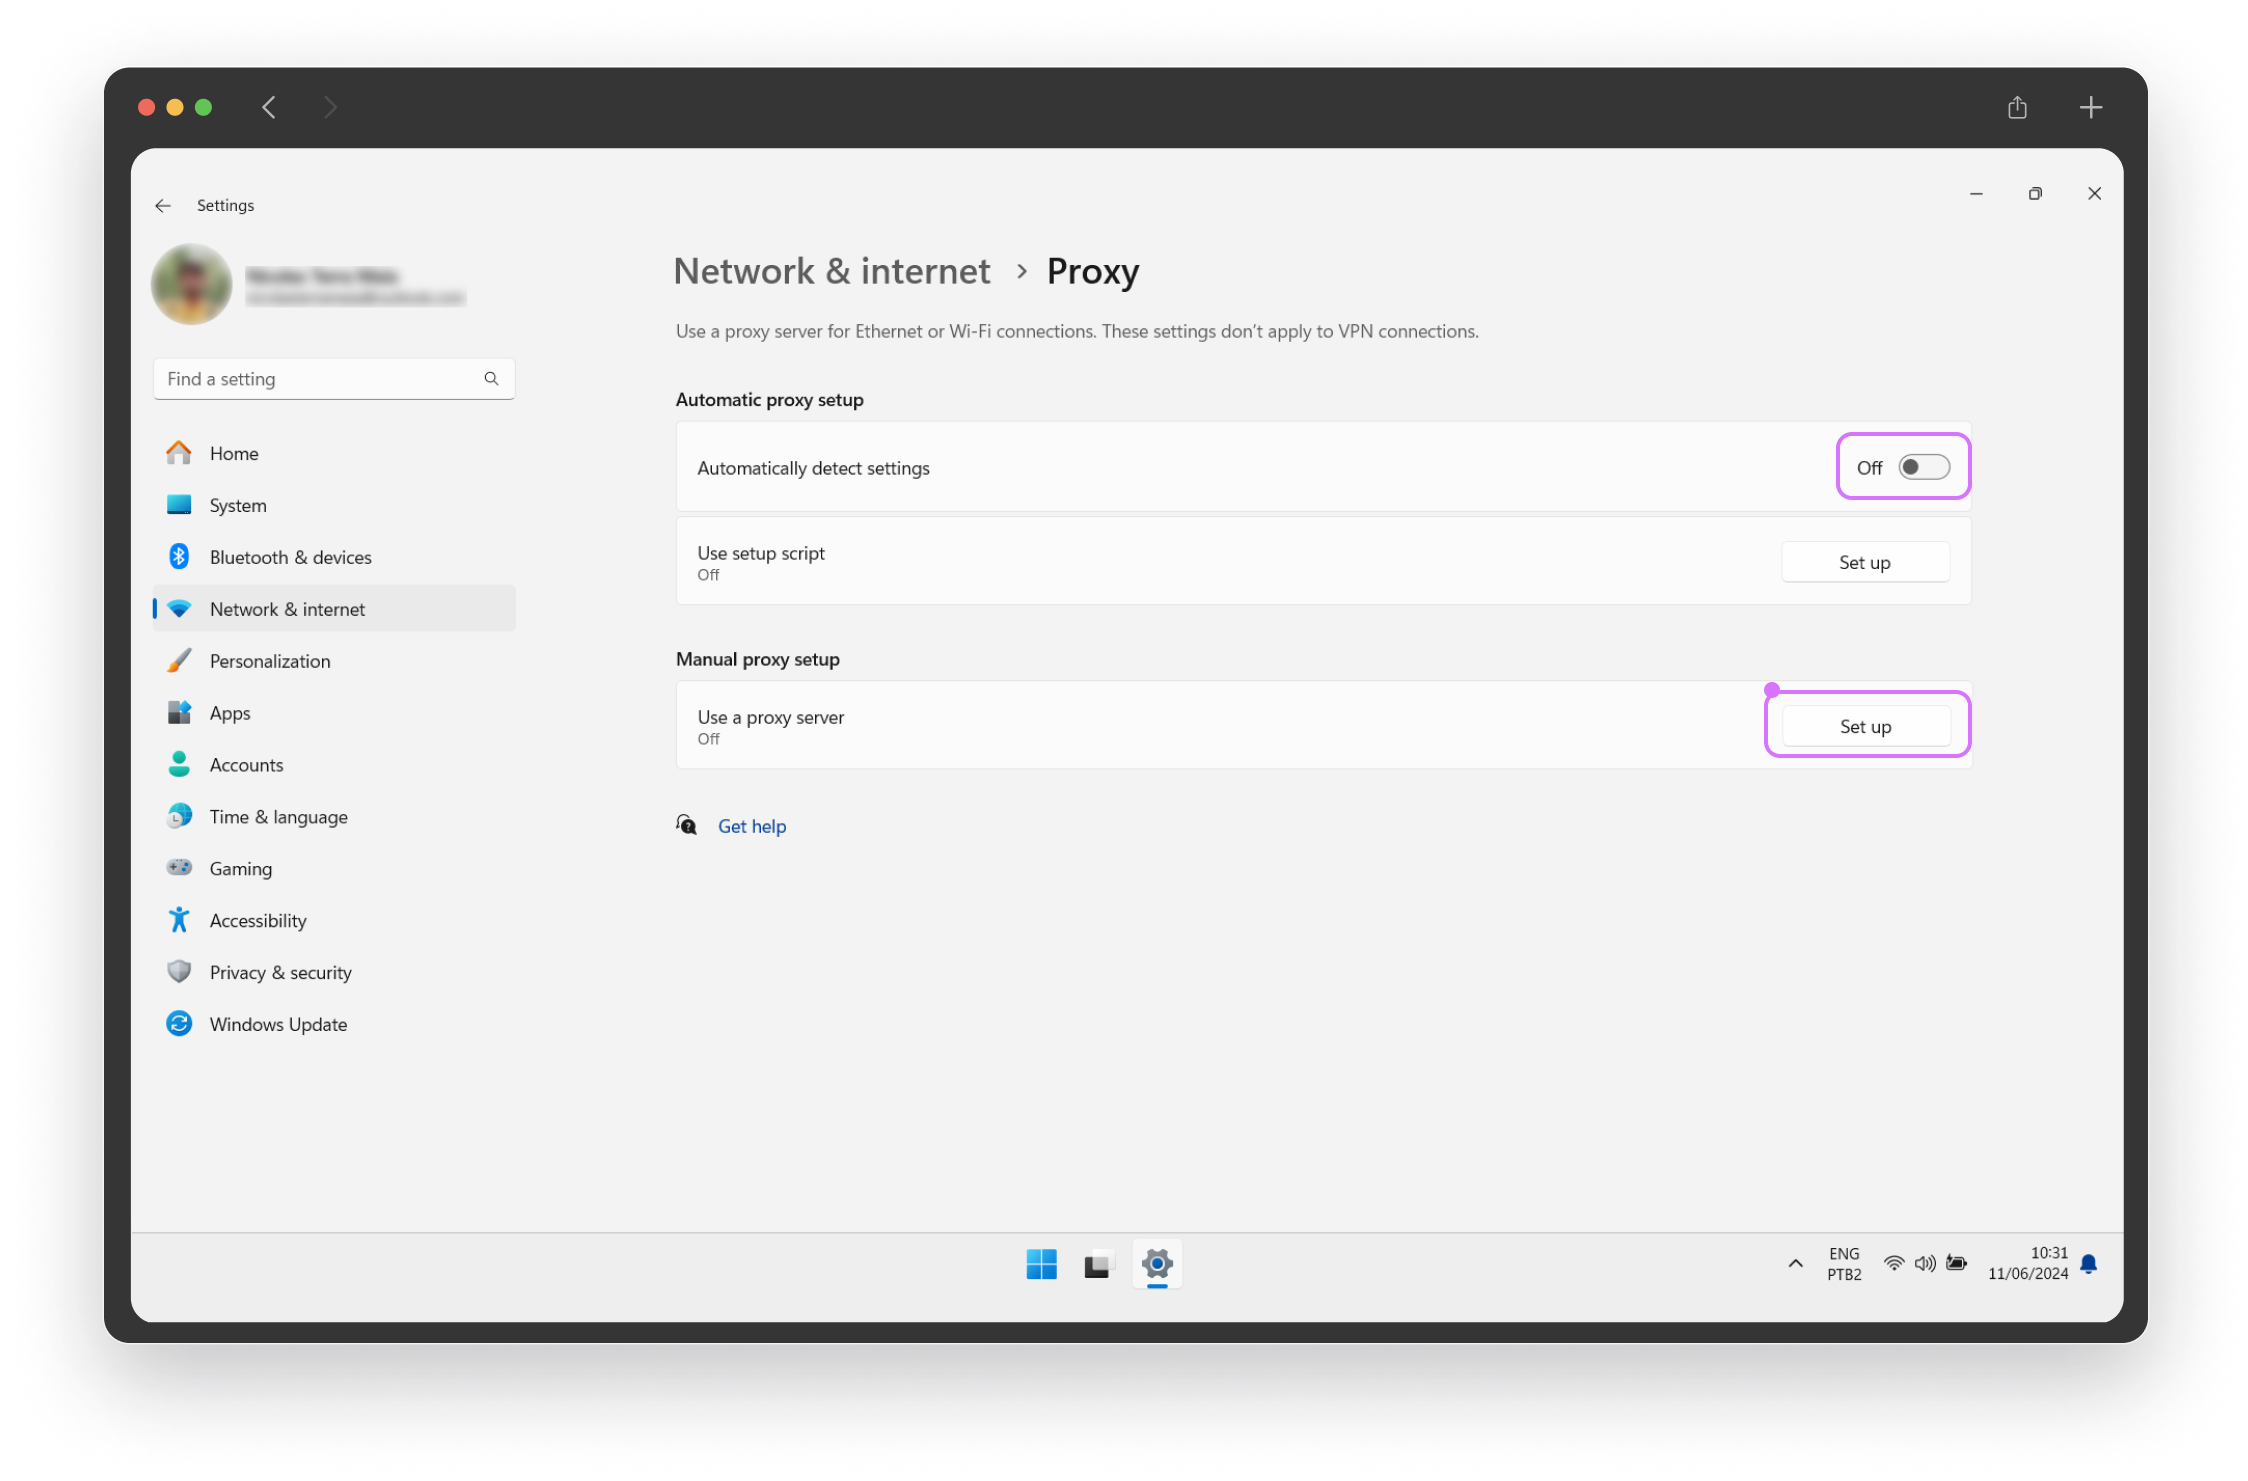 Settings
Find a setting
Home
System
Bluetooth & devices
Network & internet
Personalization
Apps
Accounts
Time & language
Gaming
Accessibility
Privacy & security
Windows Update
Network & internet > Proxy
Use a proxy server for Ethernet or Wi-Fi connections. These settings don't apply to VPN connections.
Automatic proxy setup
Automatically detect settings
Off
Use setup script
Off
Set up
Manual proxy setup
Use a proxy server
Off
Set up
Get help
ENG
PTB2
10:31
11/06/2024